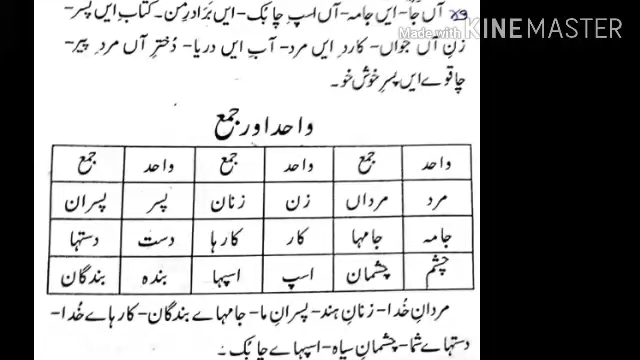 آں جا- ایں جامہ- آں اسپِ چابک- ایں برادرِ من۔ کتابِ ایں پسر-
Made with KINEMASTER
زنِ آں جواں- کاردِ ایں مرد- آبِ ایں دریا- دُخترِ آں مردِ پیر-
چاقوے ایں پسرِ خوش خو۔
واحد اور جمع
واحد جمع واحد جمع واحد جمع
مرد مرداں زن زنان پسر پسران
جامہ جامہا کار کارہا دست دستہا
چشم چشمان اسپ اسپہا بندہ بندگان
مردانِ خُدا- زنانِ ہند- پسرانِ ما- جامہاے بندگان- کارہاے خُدا-
دستہاے شما- چشمانِ سیاہ- اسپہاے چابک۔